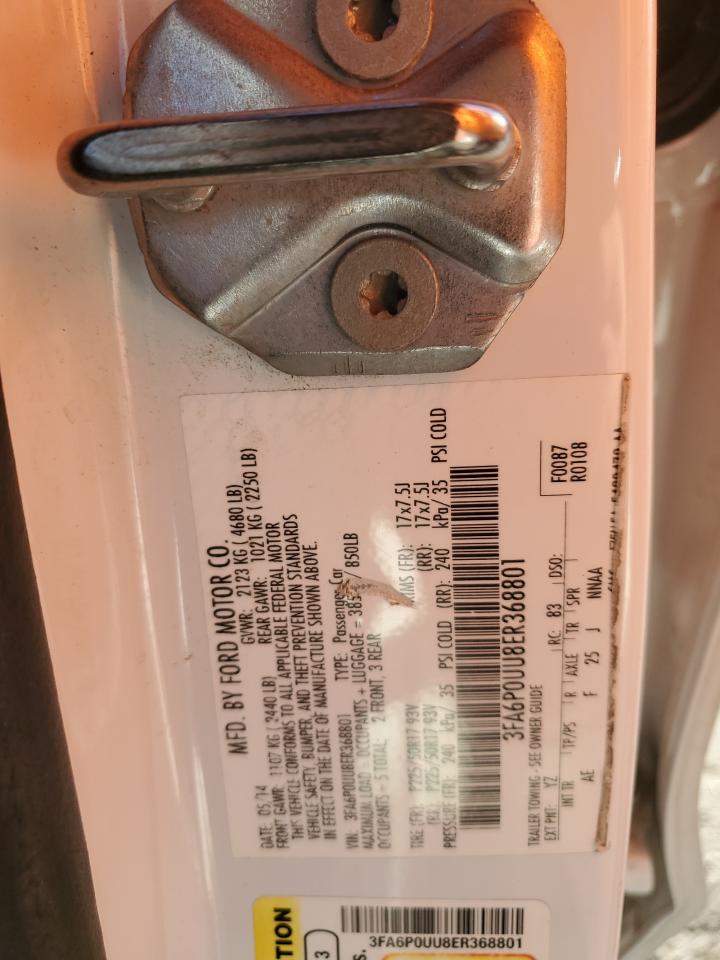 MFD. BY FORD MOTOR CO.
DATE: 05/14 GVWR: 2123 KG ( 4680 LB)
FRONT GAWR: 1107 KG ( 2440 LB) REAR GAWR: 1021 KG ( 2250 LB)
THIS VEHICLE CONFORMS TO ALL APPLICABLE FEDERAL MOTOR
VEHICLE SAFETY, BUMPER, AND THEFT PREVENTION STANDARDS
IN EFFECT ON THE DATE OF MANUFACTURE SHOWN ABOVE.
VIN: 3FA6P0UU8ER368801 TYPE: Passenger Car
MAXIMUM LOAD = OCCUPANTS + LUGGAGE = 385 / 850LB
OCCUPANTS = 5 TOTAL: 2 FRONT, 3 REAR
TIRE (FR): P225/50R17 93V RIMS (FR): 17x7.5J
(RR): P225/50R17 93V (RR): 17x7.5J
PRESSURE (FR): 240 kPa/ 35 PSI COLD (RR): 240 kPa/ 35 PSI COLD
3FA6P0UU8ER368801
TRAILER TOWING - SEE OWNER GUIDE
F0087
EXT PNT: YZ RC: 83 DSO: R0108
INT TR TP/PS R AXLE TR SPR
AE F 25 J NNAA
3FA6P0UU8ER368801